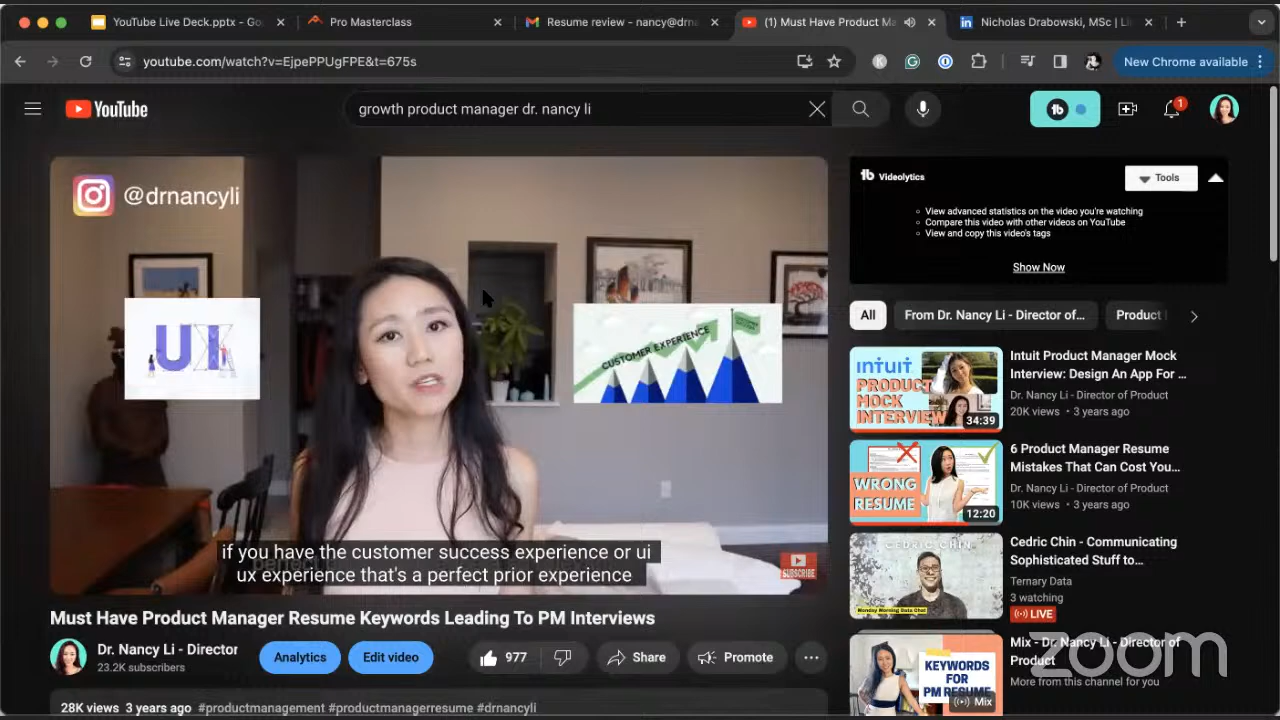 YouTube Live Deck.pptx - Go
Pro Masterclass
Resume review - nancy@drna
(1) Must Have Product Ma
Nicholas Drabowski, MSc | Li
youtube.com/watch?v=EjpePPUgFPE&t=675s
New Chrome available
YouTube
growth product manager dr. nancy li
1
@drnancyli
UX
CUSTOMER EXPERIENCE
if you have the customer success experience or ui
ux experience that's a perfect prior experience
SUBSCRIBE
Must Have Product Manager Resume Keywords Leading To PM Interviews
Dr. Nancy Li - Director
23.2K subscribers
Analytics
Edit video
977
Share
Promote
28K views 3 years ago #productmanagement #productmanagerresume #drnancyli
Videolytics
Tools
View advanced statistics on the video you're watching
Compare this video with other videos on YouTube
View and copy this video's tags
Show Now
All
From Dr. Nancy Li - Director of...
Product
INTUIT
PRODUCT
MOCK
INTERVIEW
34:39
Intuit Product Manager Mock
Interview: Design An App For ...
Dr. Nancy Li - Director of Product
20K views • 3 years ago
WRONG
RESUME
12:20
6 Product Manager Resume
Mistakes That Can Cost You...
Dr. Nancy Li - Director of Product
10K views • 3 years ago
CEDRIC CHIN
Monday Morning Data Chat
Cedric Chin - Communicating
Sophisticated Stuff to...
Ternary Data
3 watching
LIVE
KEYWORDS
FOR
PM RESUME
Mix
Mix - Dr. Nancy Li - Director of
Product
More from this channel for you
zoom